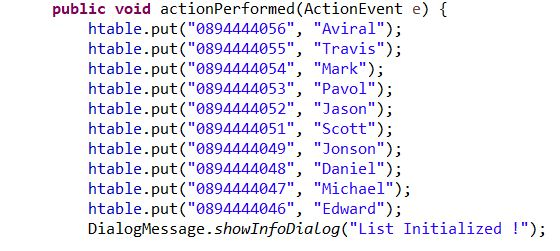 public void actionPerformed(ActionEvent e) {
htable.put("0894444056", "Aviral");
htable.put("0894444055", "Travis");
htable.put("0894444054", "Mark");
htable.put("0894444053", "Pavol");
htable.put("0894444052", "Jason");
htable.put("0894444051", "Scott");
htable.put("0894444049", "Jonson");
htable.put("0894444048", "Daniel");
htable.put("0894444047", "Michael");
htable.put("0894444046", "Edward");
DialogMessage.showInfoDialog("List Initialized !");